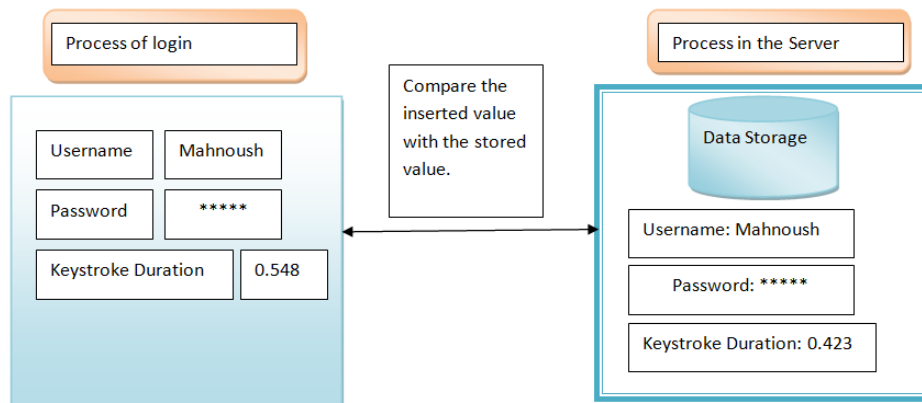 Process of login
Process in the Server
Compare the
inserted value
with the stored
value.
Username
Mahnoush
Password
*****
Keystroke Duration
0.548
Data Storage
Username: Mahnoush
Password: *****
Keystroke Duration: 0.423